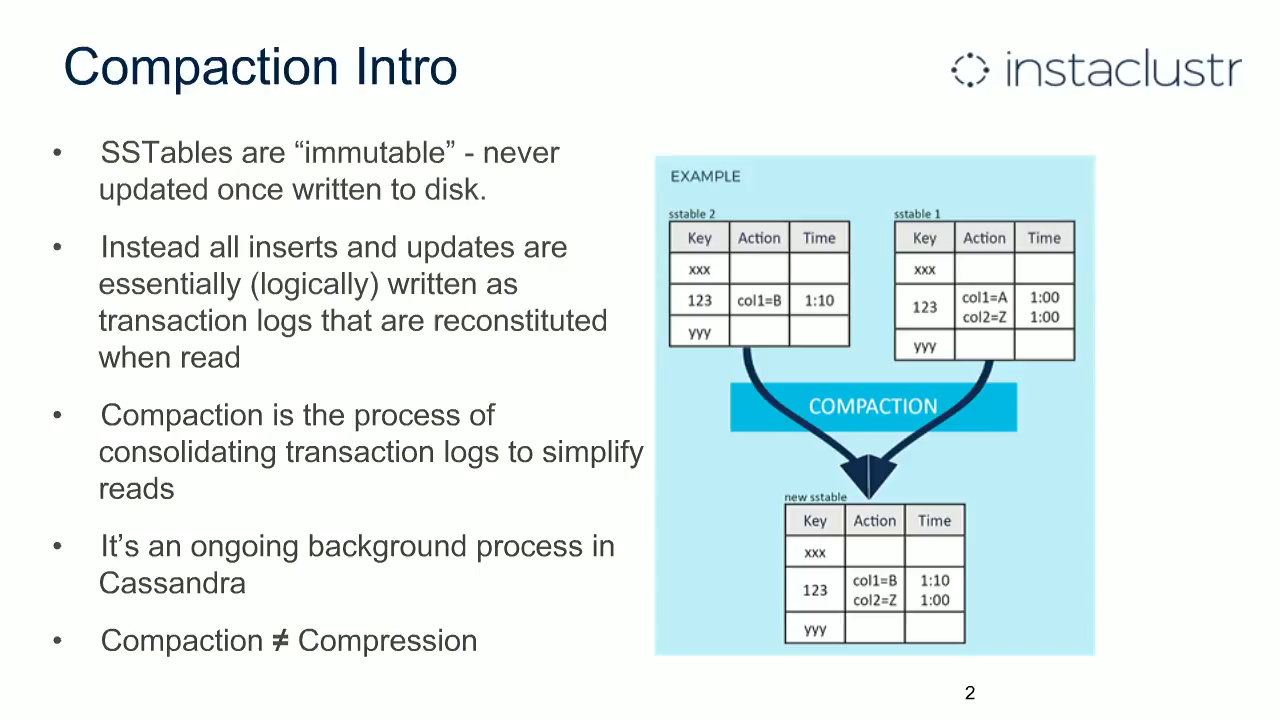 Compaction Intro
instaclustr
• SSTables are “immutable” - never
updated once written to disk.
• Instead all inserts and updates are
essentially (logically) written as
transaction logs that are reconstituted
when read
• Compaction is the process of
consolidating transaction logs to simplify
reads
• It’s an ongoing background process in
Cassandra
• Compaction ≠ Compression
EXAMPLE
sstable 2
Key Action Time
xxx
123 col1=B 1:10
yyy
sstable 1
Key Action Time
xxx
123 col1=A 1:00
col2=Z 1:00
yyy
COMPACTION
new sstable
Key Action Time
xxx
123 col1=B 1:10
col2=Z 1:00
yyy
2